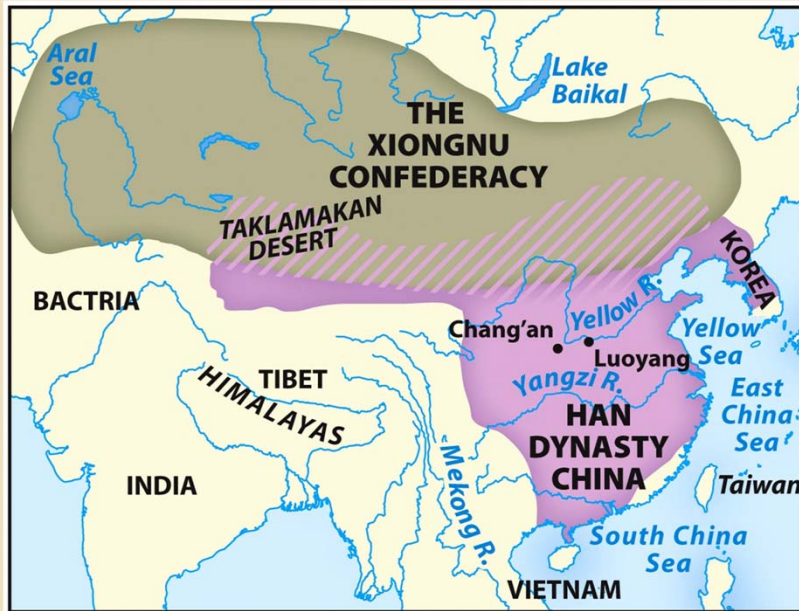 Aral
Sea
Lake
Baikal
THE
XIONGNU
CONFEDERACY
TAKLAMAKAN
DESERT
KOREA
BACTRIA
Chang'an
Yellow R.
Luoyang
Yellow
Sea
TIBET
HIMALAYAS
Yangzi R.
East
China
Sea
HAN
DYNASTY
CHINA
INDIA
Mekong R.
Taiwan
South China
Sea
VIETNAM